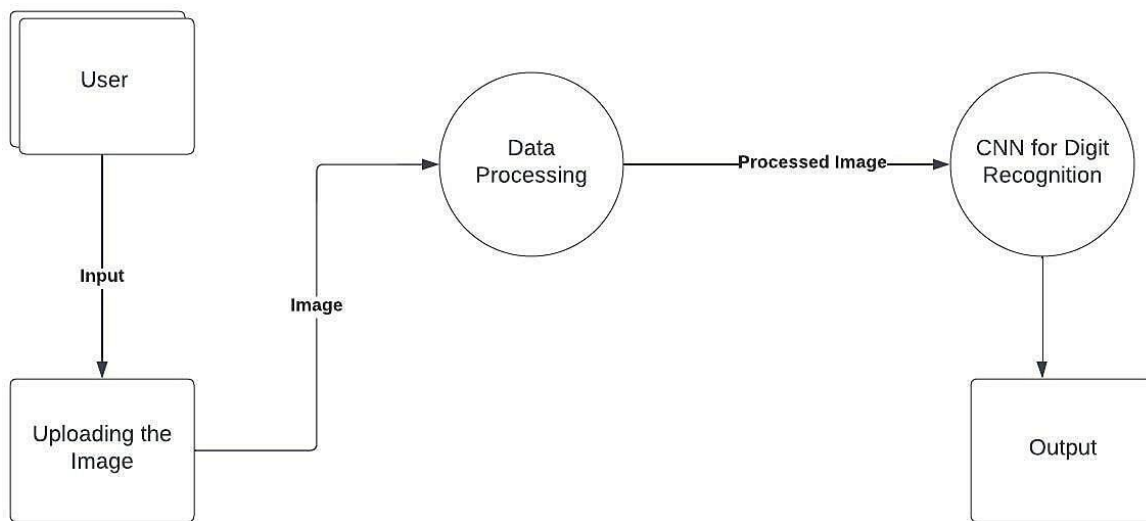 User
Input
Uploading the
Image
Image
Data
Processing
Processed Image
CNN for Digit
Recognition
Output